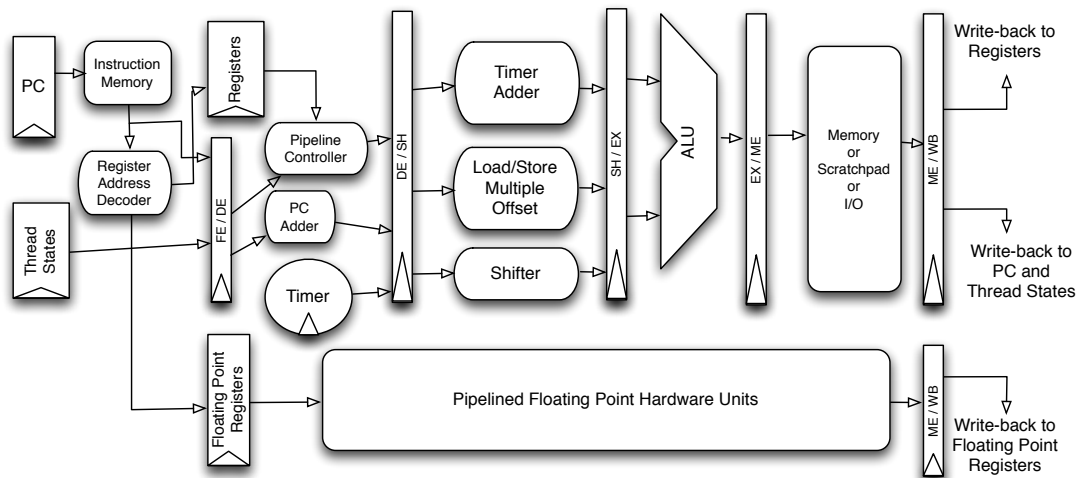 PC
Instruction
Memory
Registers
Register
Address
Decoder
Thread
States
FE / DE
Pipeline
Controller
PC
Adder
Timer
DE / SH
Timer
Adder
Load/Store
Multiple
Offset
Shifter
SH / EX
ALU
EX / ME
Memory
or
Scratchpad
or
I/O
ME / WB
Write-back to
Registers
Write-back to
PC and
Thread States
Floating Point
Registers
Pipelined Floating Point Hardware Units
ME / WB
Write-back to
Floating Point
Registers